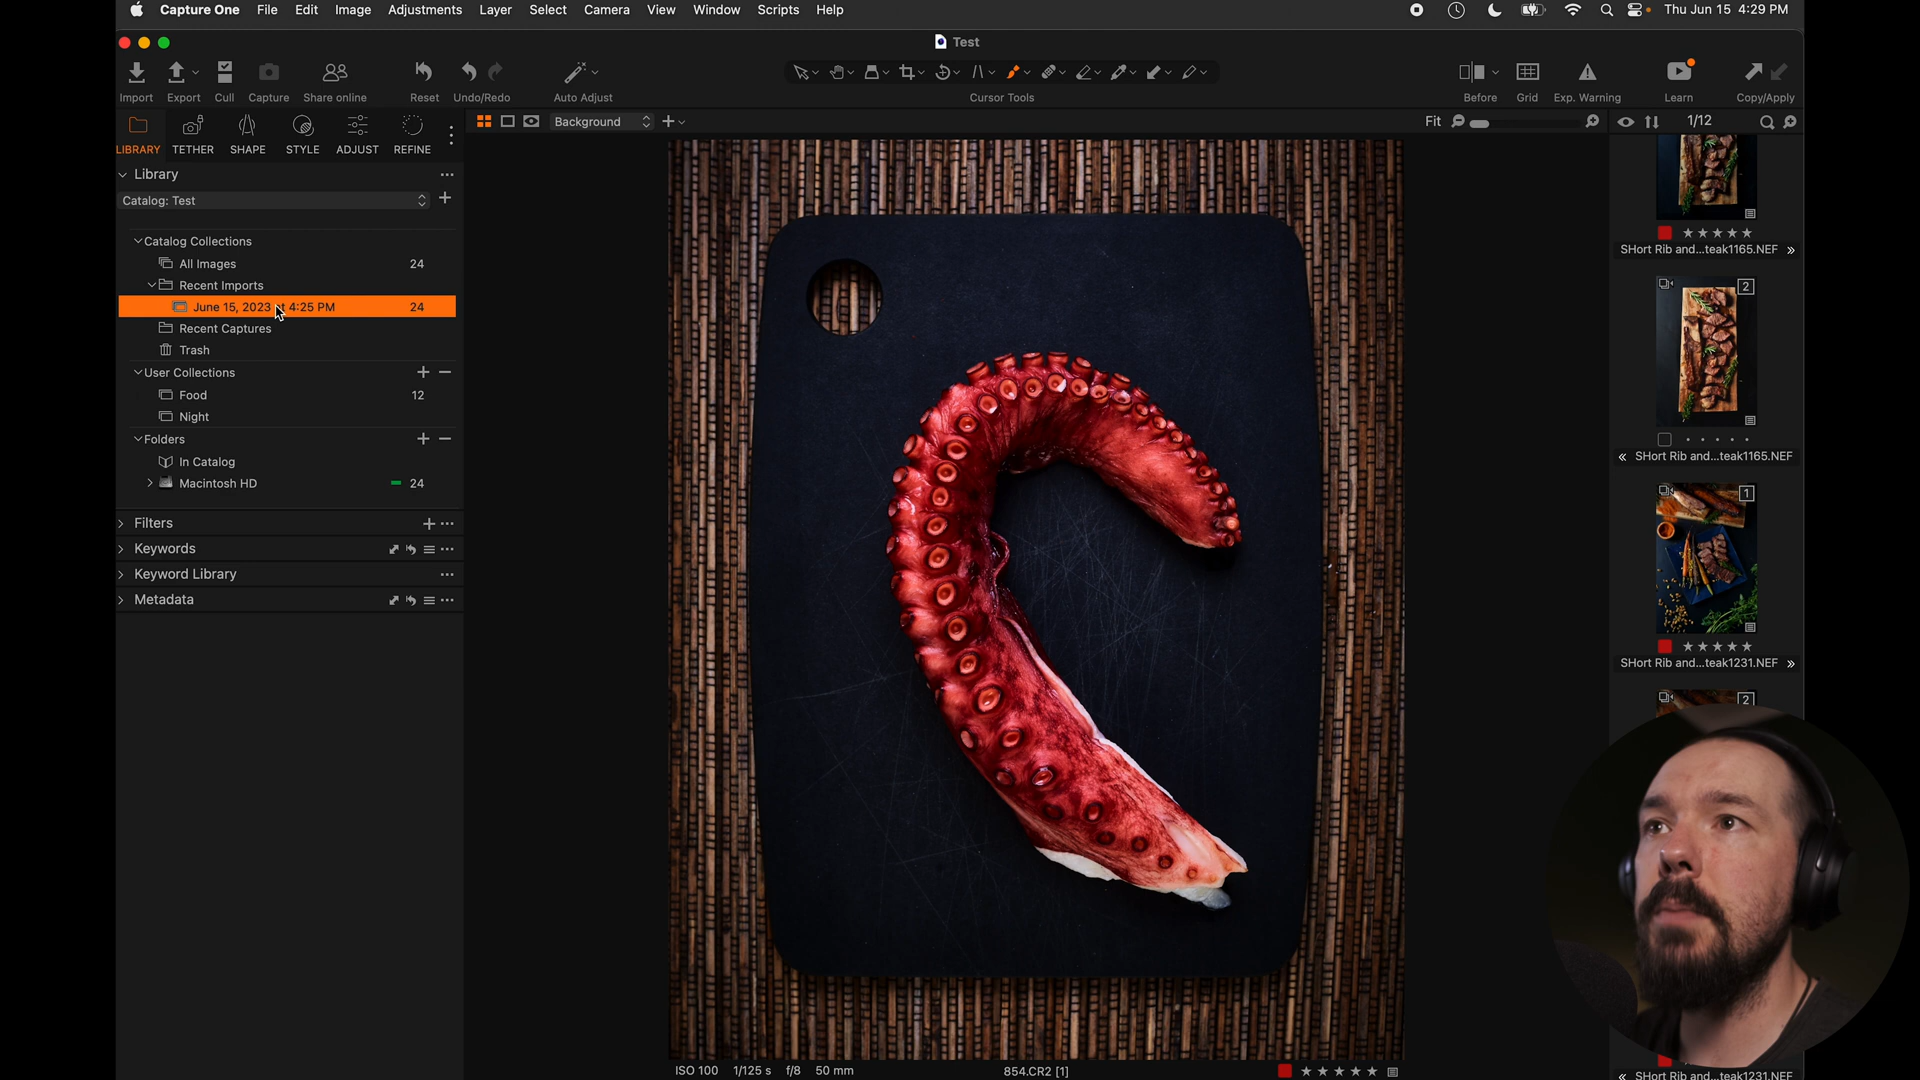 Capture One File Edit Image Adjustments Layer Select Camera View Window Scripts Help Thu Jun 15 4:29 PM
Test
Import Export Cull Capture Share online Reset Undo/Redo Auto Adjust Cursor Tools Before Grid Exp. Warning Learn Copy/Apply
LIBRARY TETHER SHAPE STYLE ADJUST REFINE
Background Fit 1/12
Library
Catalog: Test
Catalog Collections
All Images 24
Recent Imports
June 15, 2023 at 4:25 PM 24
Recent Captures
Trash
User Collections
Food 12
Night
Folders
In Catalog
Macintosh HD 24
Filters
Keywords
Keyword Library
Metadata
SHort Rib and...teak1165.NEF
2
SHort Rib and...teak1165.NEF
1
SHort Rib and...teak1231.NEF
2
SHort Rib and...teak1231.NEF
ISO 100 1/125 s f/8 50 mm 854.CR2 [1]